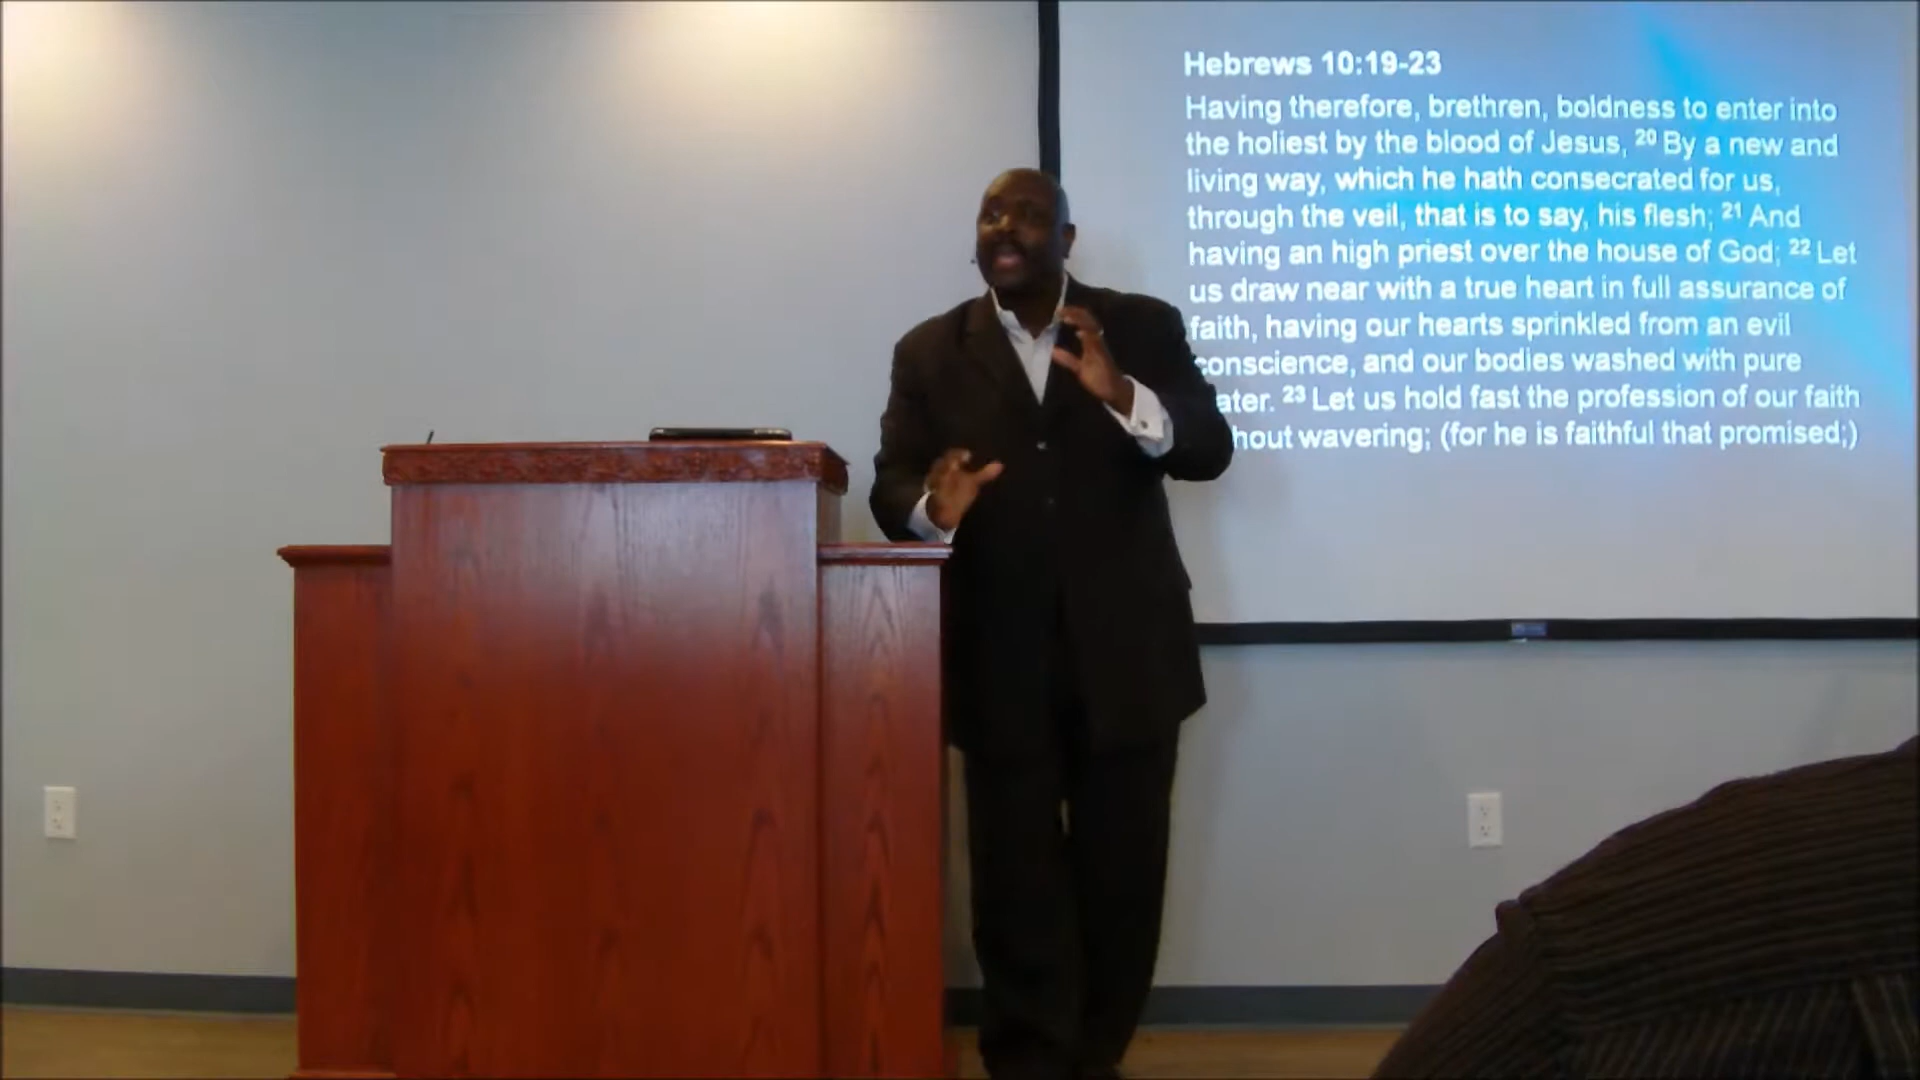 Hebrews 10:19-23
Having therefore, brethren, boldness to enter into
the holiest by the blood of Jesus, 20 By a new and
living way, which he hath consecrated for us,
through the veil, that is to say, his flesh; 21 And
having an high priest over the house of God; 22 Let
us draw near with a true heart in full assurance of
faith, having our hearts sprinkled from an evil
conscience, and our bodies washed with pure
ater. 23 Let us hold fast the profession of our faith
hout wavering; (for he is faithful that promised;)